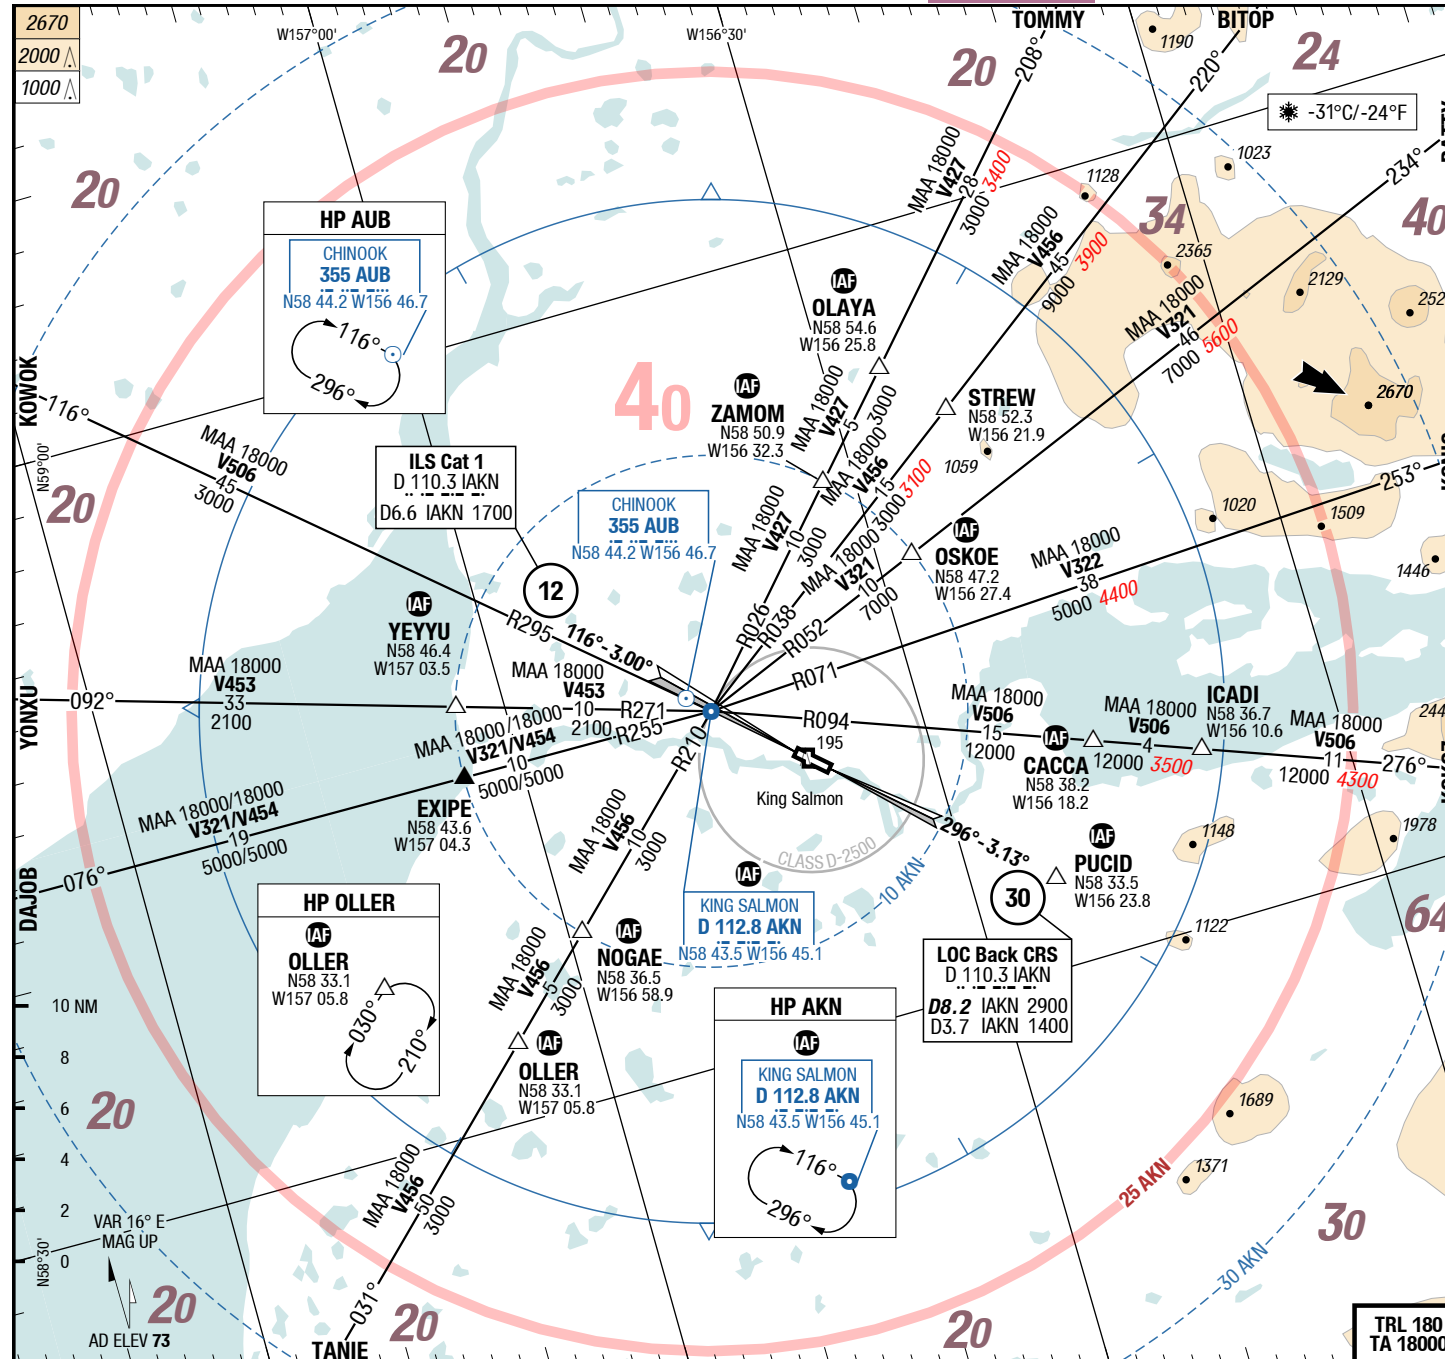 2670
2000
1000
W157°00'
W156°30'
TOMMY
BITOP
208°
220°
234°
20
20
24
1190
-31°C/-24°F
1023
1128
34
40
2365
2129
2670
20
HP AUB
CHINOOK
355 AUB
N58 44.2 W156 46.7
116°
296°
MAA 18000
V427
28
3000 3400
MAA 18000
V456
45
9000 3900
MAA 18000
V321
46
7000 5600
IAF
OLAYA
N58 54.6
W156 25.8
40
IAF
ZAMOM
N58 50.9
W156 32.3
MAA 18000
V427
5
3000
STREW
N58 52.3
W156 21.9
1059
KOWOK
116°
N59°00'
MAA 18000
V506
45
3000
20
ILS Cat 1
D 110.3 IAKN
D6.6 IAKN 1700
12
CHINOOK
355 AUB
N58 44.2 W156 46.7
MAA 18000
V427
10
3000
MAA 18000
V456
15
3000 3100
MAA 18000
V321
10
7000
IAF
OSKOE
N58 47.2
W156 27.4
MAA 18000
V322
38
5000 4400
253°
1020
1509
1446
IAF
YEYYU
N58 46.4
W157 03.5
R295
116° - 3.00°
R026
R038
R052
R071
YONXU
092°
MAA 18000
V453
33
2100
MAA 18000
V453
10
2100
R271
R255
R210
R094
195
King Salmon
CLASS D-2500
MAA 18000
V506
15
12000
IAF
CACCA
N58 38.2
W156 18.2
MAA 18000
V506
4
12000 3500
ICADI
N58 36.7
W156 10.6
MAA 18000
V506
11
12000 4300
276°
MAA 18000/18000
V321/V454
10
5000/5000
EXIPE
N58 43.6
W157 04.3
MAA 18000/18000
V321/V454
19
5000/5000
DAJOB
076°
MAA 18000
V456
10
3000
296° - 3.13°
30
IAF
PUCID
N58 33.5
W156 23.8
1148
1978
1122
64
10 AKN
IAF
KING SALMON
D 112.8 AKN
N58 43.5 W156 45.1
HP OLLER
IAF
OLLER
N58 33.1
W157 05.8
030°
210°
IAF
NOGAE
N58 36.5
W156 58.9
MAA 18000
V456
5
3000
LOC Back CRS
D 110.3 IAKN
D8.2 IAKN 2900
D3.7 IAKN 1400
HP AKN
IAF
KING SALMON
D 112.8 AKN
N58 43.5 W156 45.1
116°
296°
IAF
OLLER
N58 33.1
W157 05.8
10 NM
8
6
4
2
0
20
1689
1371
25 AKN
MAA 18000
V456
50
3000
VAR 16° E
MAG UP
N58°30'
AD ELEV 73
20
031°
TANIE
20
20
30 AKN
30
TRL 180
TA 18000